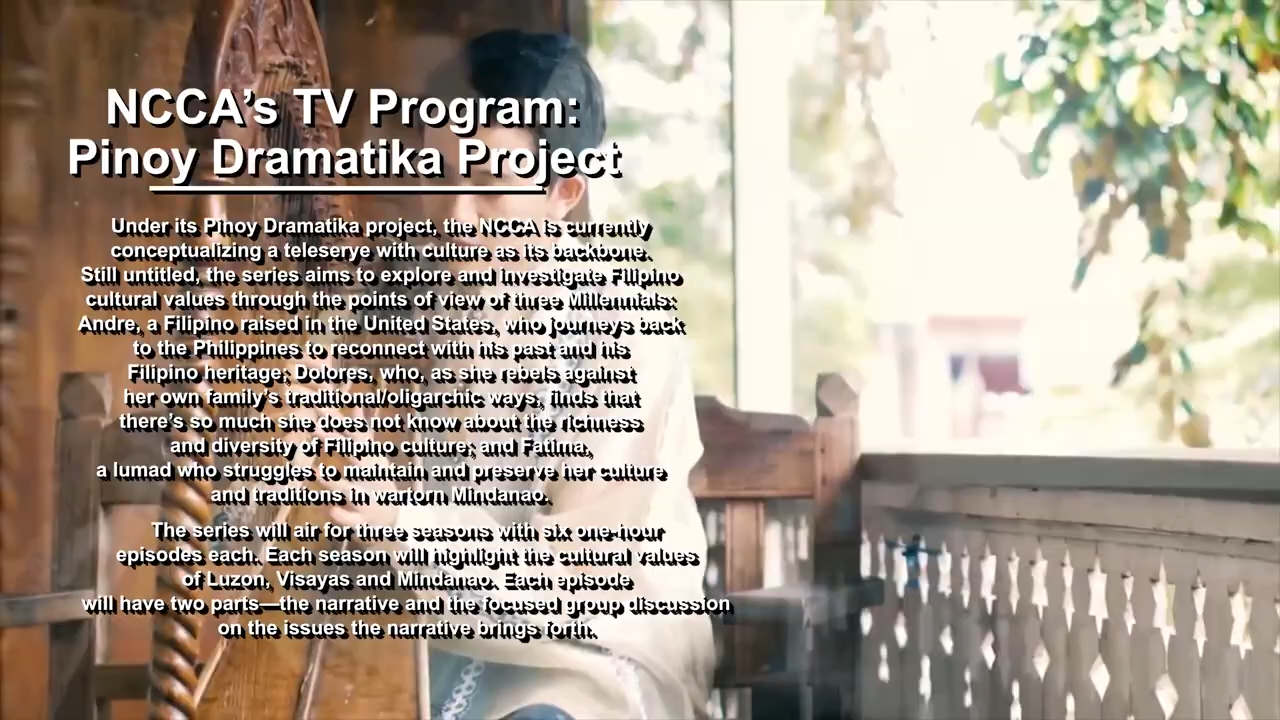 NCCA’s TV Program:
Pinoy Dramatika Project
Under its Pinoy Dramatika project, the NCCA is currently
conceptualizing a teleserye with culture as its backbone.
Still untitled, the series aims to explore and investigate Filipino
cultural values through the points of view of three Millennials:
Andre, a Filipino raised in the United States, who journeys back
to the Philippines to reconnect with his past and his
Filipino heritage; Dolores, who, as she rebels against
her own family’s traditional/oligarchic ways, finds that
there’s so much she does not know about the richness
and diversity of Filipino culture; and Fatima,
a lumad who struggles to maintain and preserve her culture
and traditions in wartorn Mindanao.
The series will air for three seasons with six one-hour
episodes each. Each season will highlight the cultural values
of Luzon, Visayas and Mindanao. Each episode
will have two parts—the narrative and the focused group discussion
on the issues the narrative brings forth.